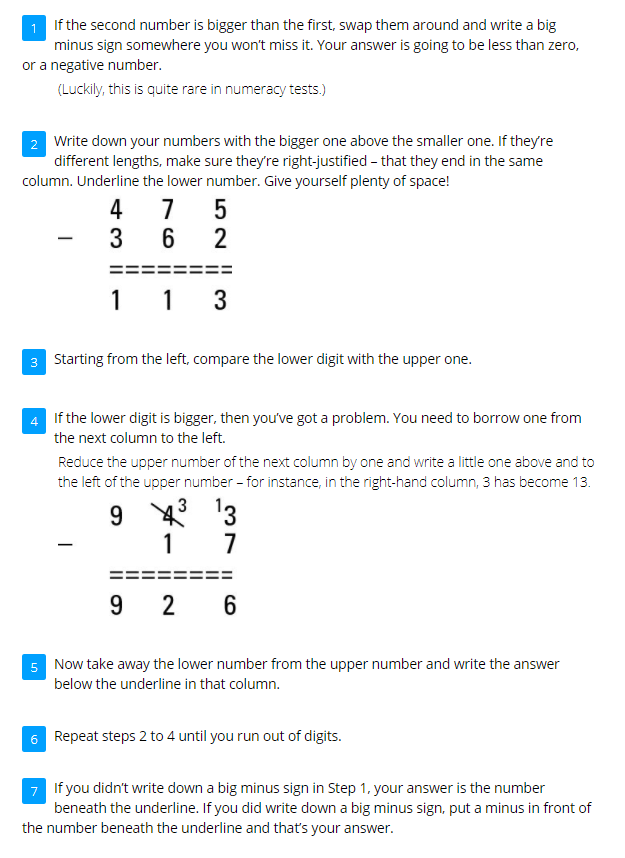 1 If the second number is bigger than the first, swap them around and write a big
minus sign somewhere you won't miss it. Your answer is going to be less than zero,
or a negative number.
(Luckily, this is quite rare in numeracy tests.)
2 Write down your numbers with the bigger one above the smaller one. If they're
different lengths, make sure they're right-justified – that they end in the same
column. Underline the lower number. Give yourself plenty of space!
4 7 5
– 3 6 2
========
1 1 3
3 Starting from the left, compare the lower digit with the upper one.
4 If the lower digit is bigger, then you've got a problem. You need to borrow one from
the next column to the left.
Reduce the upper number of the next column by one and write a little one above and to
the left of the upper number – for instance, in the right-hand column, 3 has become 13.
9 4 3 1 3
– 1 7
========
9 2 6
5 Now take away the lower number from the upper number and write the answer
below the underline in that column.
6 Repeat steps 2 to 4 until you run out of digits.
7 If you didn't write down a big minus sign in Step 1, your answer is the number
beneath the underline. If you did write down a big minus sign, put a minus in front of
the number beneath the underline and that's your answer.